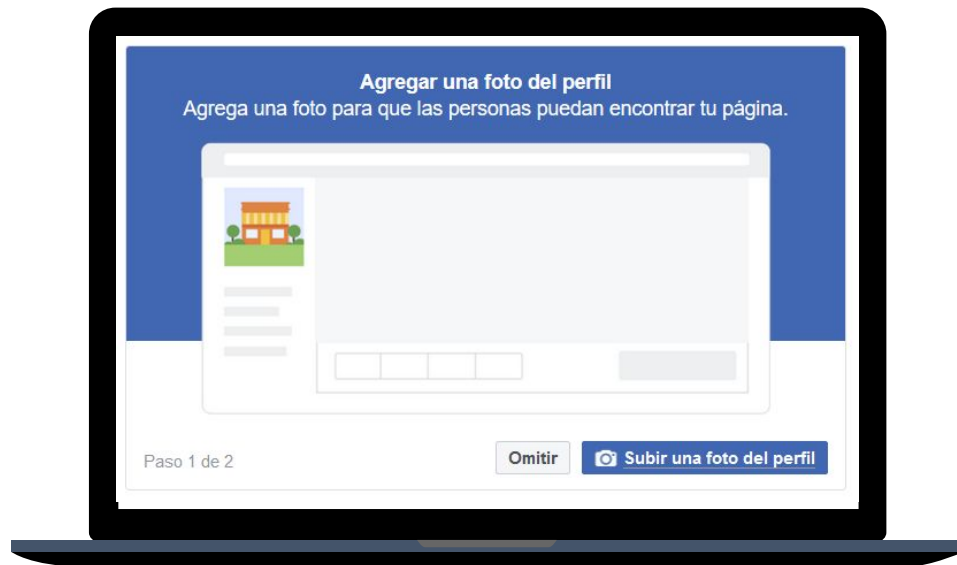 Agregar una foto del perfil
Agrega una foto para que las personas puedan encontrar tu página.
Paso 1 de 2
Omitir
Subir una foto del perfil